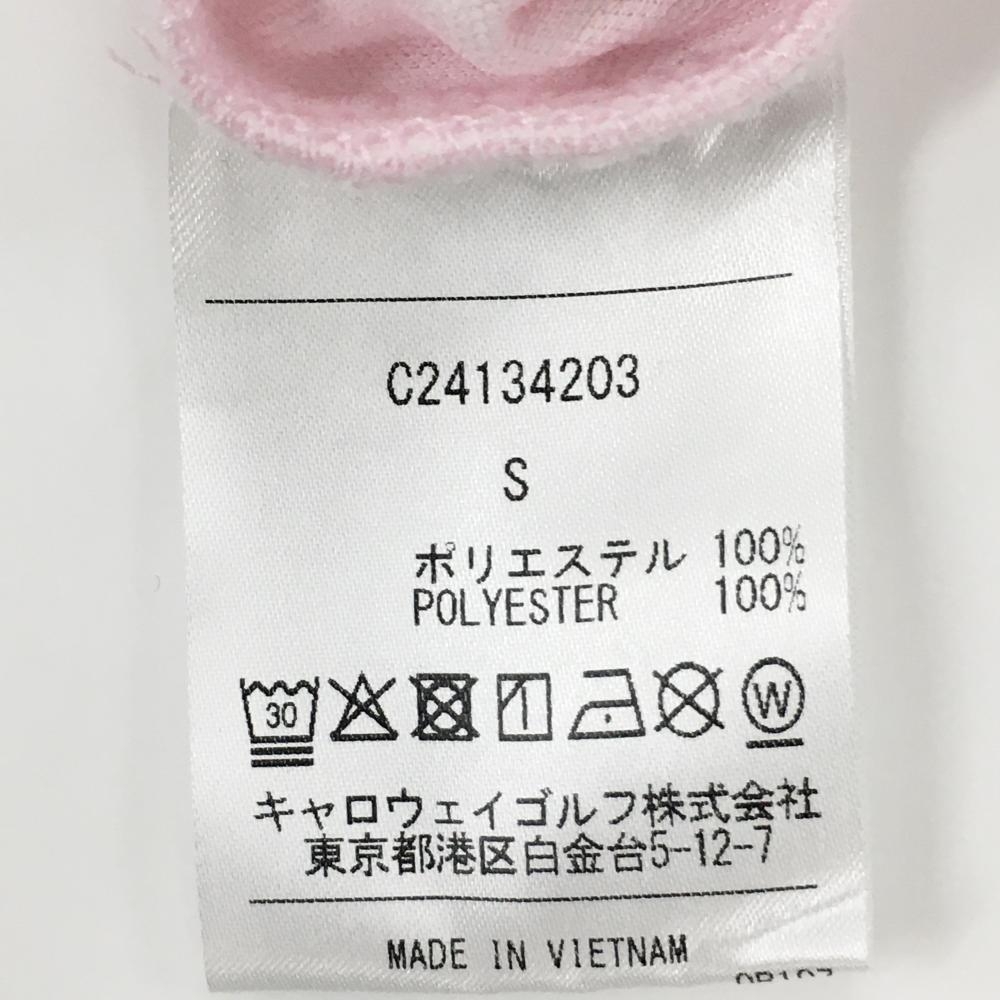 C24134203
S
ポリエステル 100%
POLYESTER 100%
30 W
キャロウェイゴルフ株式会社
東京都港区白金台5-12-7
MADE IN VIETNAM